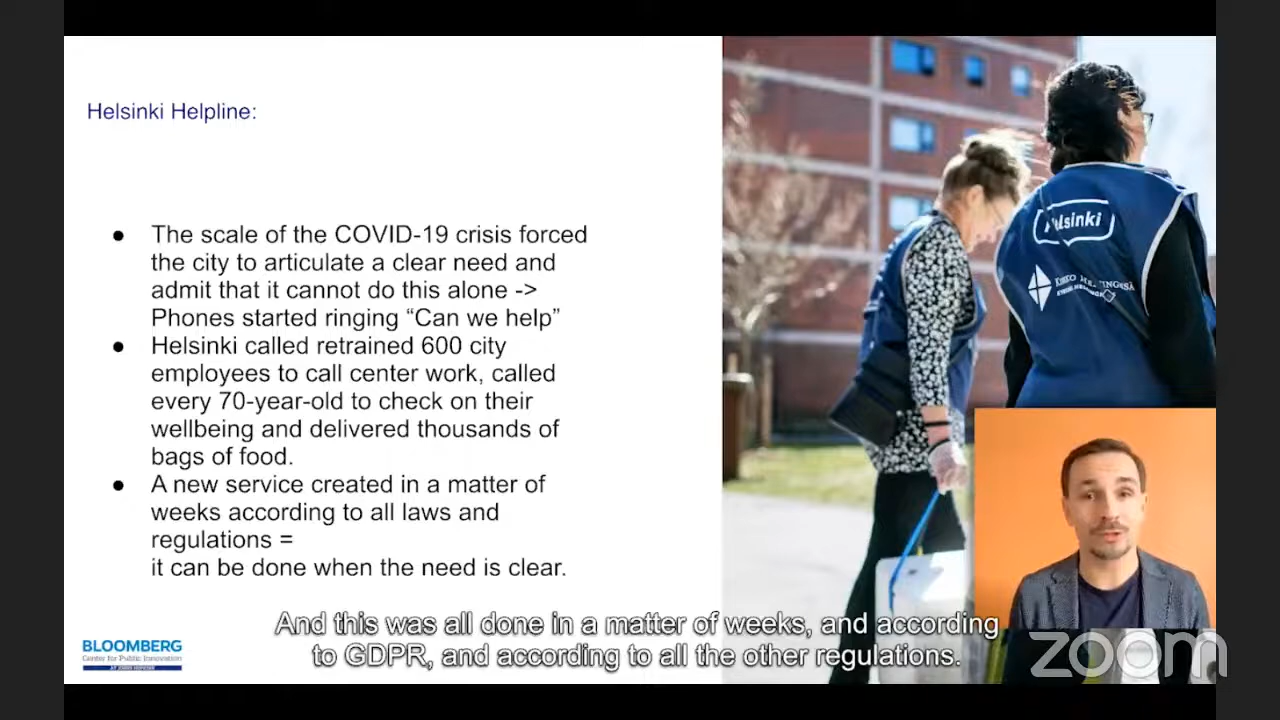 Helsinki Helpline:
● The scale of the COVID-19 crisis forced
the city to articulate a clear need and
admit that it cannot do this alone ->
Phones started ringing “Can we help”
● Helsinki called retrained 600 city
employees to call center work, called
every 70-year-old to check on their
wellbeing and delivered thousands of
bags of food.
● A new service created in a matter of
weeks according to all laws and
regulations =
it can be done when the need is clear.
Helsinki
BLOOMBERG
Center for Public Innovation
And this was all done in a matter of weeks, and according
to GDPR, and according to all the other regulations.
zoom